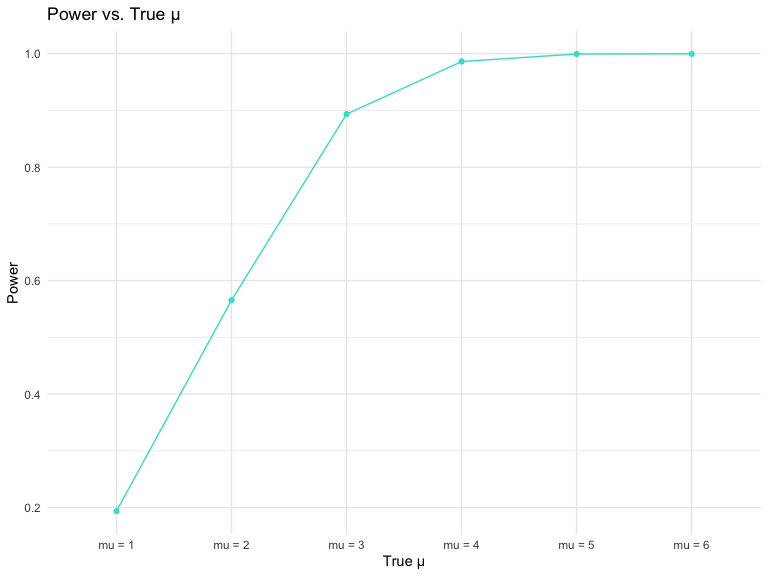 Power vs. True μ
1.0
0.8
0.6
0.4
0.2
Power
mu = 1
mu = 2
mu = 3
mu = 4
mu = 5
mu = 6
True μ